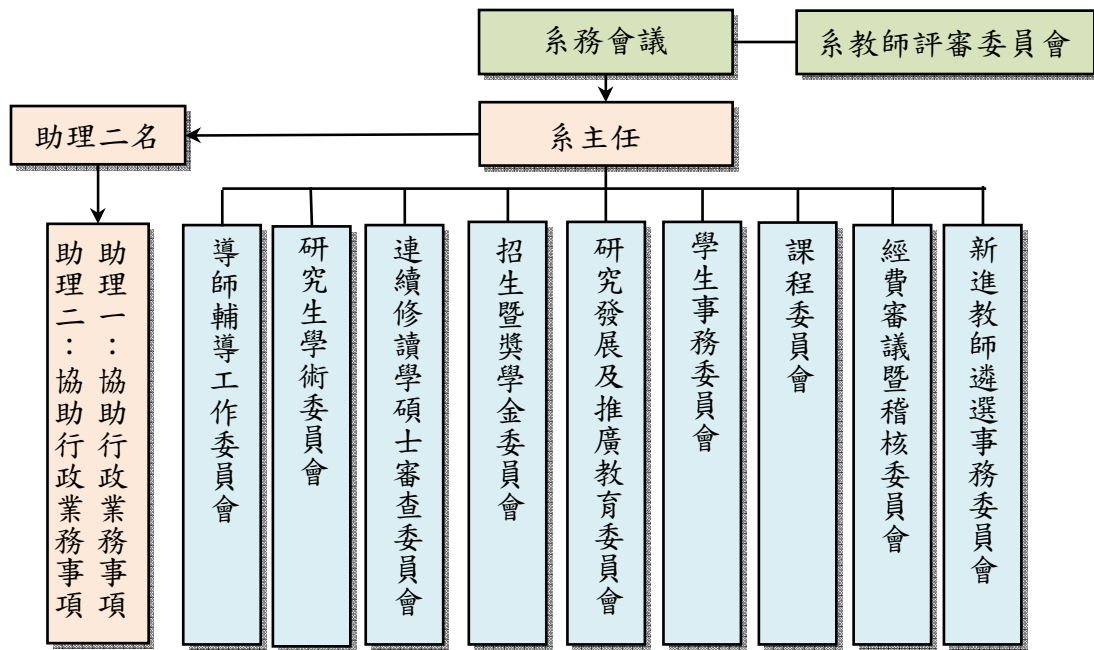 系務會議
系教師評審委員會
助理二名
系主任
助理一：協助行政業務事項
助理二：協助行政業務事項
導師輔導工作委員會
研究生學術委員會
連續修讀學碩士審查委員會
招生暨獎學金委員會
研究發展及推廣教育委員會
學生事務委員會
課程委員會
經費審議暨稽核委員會
新進教師遴選事務委員會